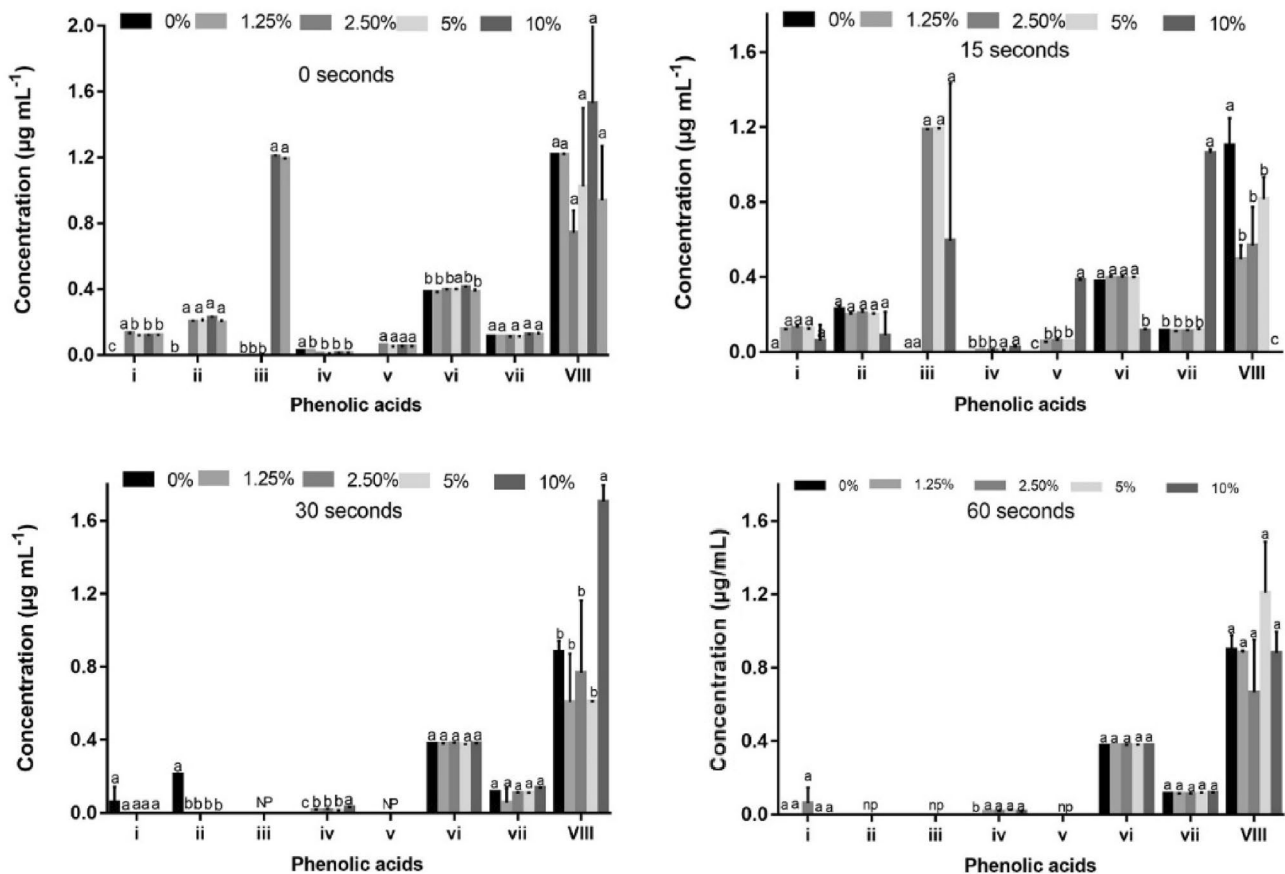 0% 1.25% 2.50% 5% 10%
0 seconds
Concentration (µg mL⁻¹)
2.0
1.6
1.2
0.8
0.4
0.0
c a b b b
b a a a a
b b b a a
a b b b b b
a a a a
b b b a b b
a a a a a a
a a a a a a
i ii iii iv v vi vii VIII
Phenolic acids
0% 1.25% 2.50% 5% 10%
15 seconds
Concentration (µg mL⁻¹)
1.6
1.2
0.8
0.4
0.0
a a a a a
a a a a a
a a a a a
b b b a a
c b b b a
a a a a b
a b b b a
a b b b c
i ii iii iv v vi vii VIII
Phenolic acids
0% 1.25% 2.50% 5% 10%
30 seconds
Concentration (µg mL⁻¹)
1.6
1.2
0.8
0.4
0.0
a a a a a
a b b b b
NP
c b b b a
NP
a a a a a
a a a a a
b b b b a
i ii iii iv v vi vii VIII
Phenolic acids
0% 1.25% 2.50% 5% 10%
60 seconds
Concentration (µg/mL)
1.6
1.2
0.8
0.4
0.0
a a a a a
np
np
b a a a a
np
a a a a a
a a a a a
a a a a a
i ii iii iv v vi vii VIII
Phenolic acids